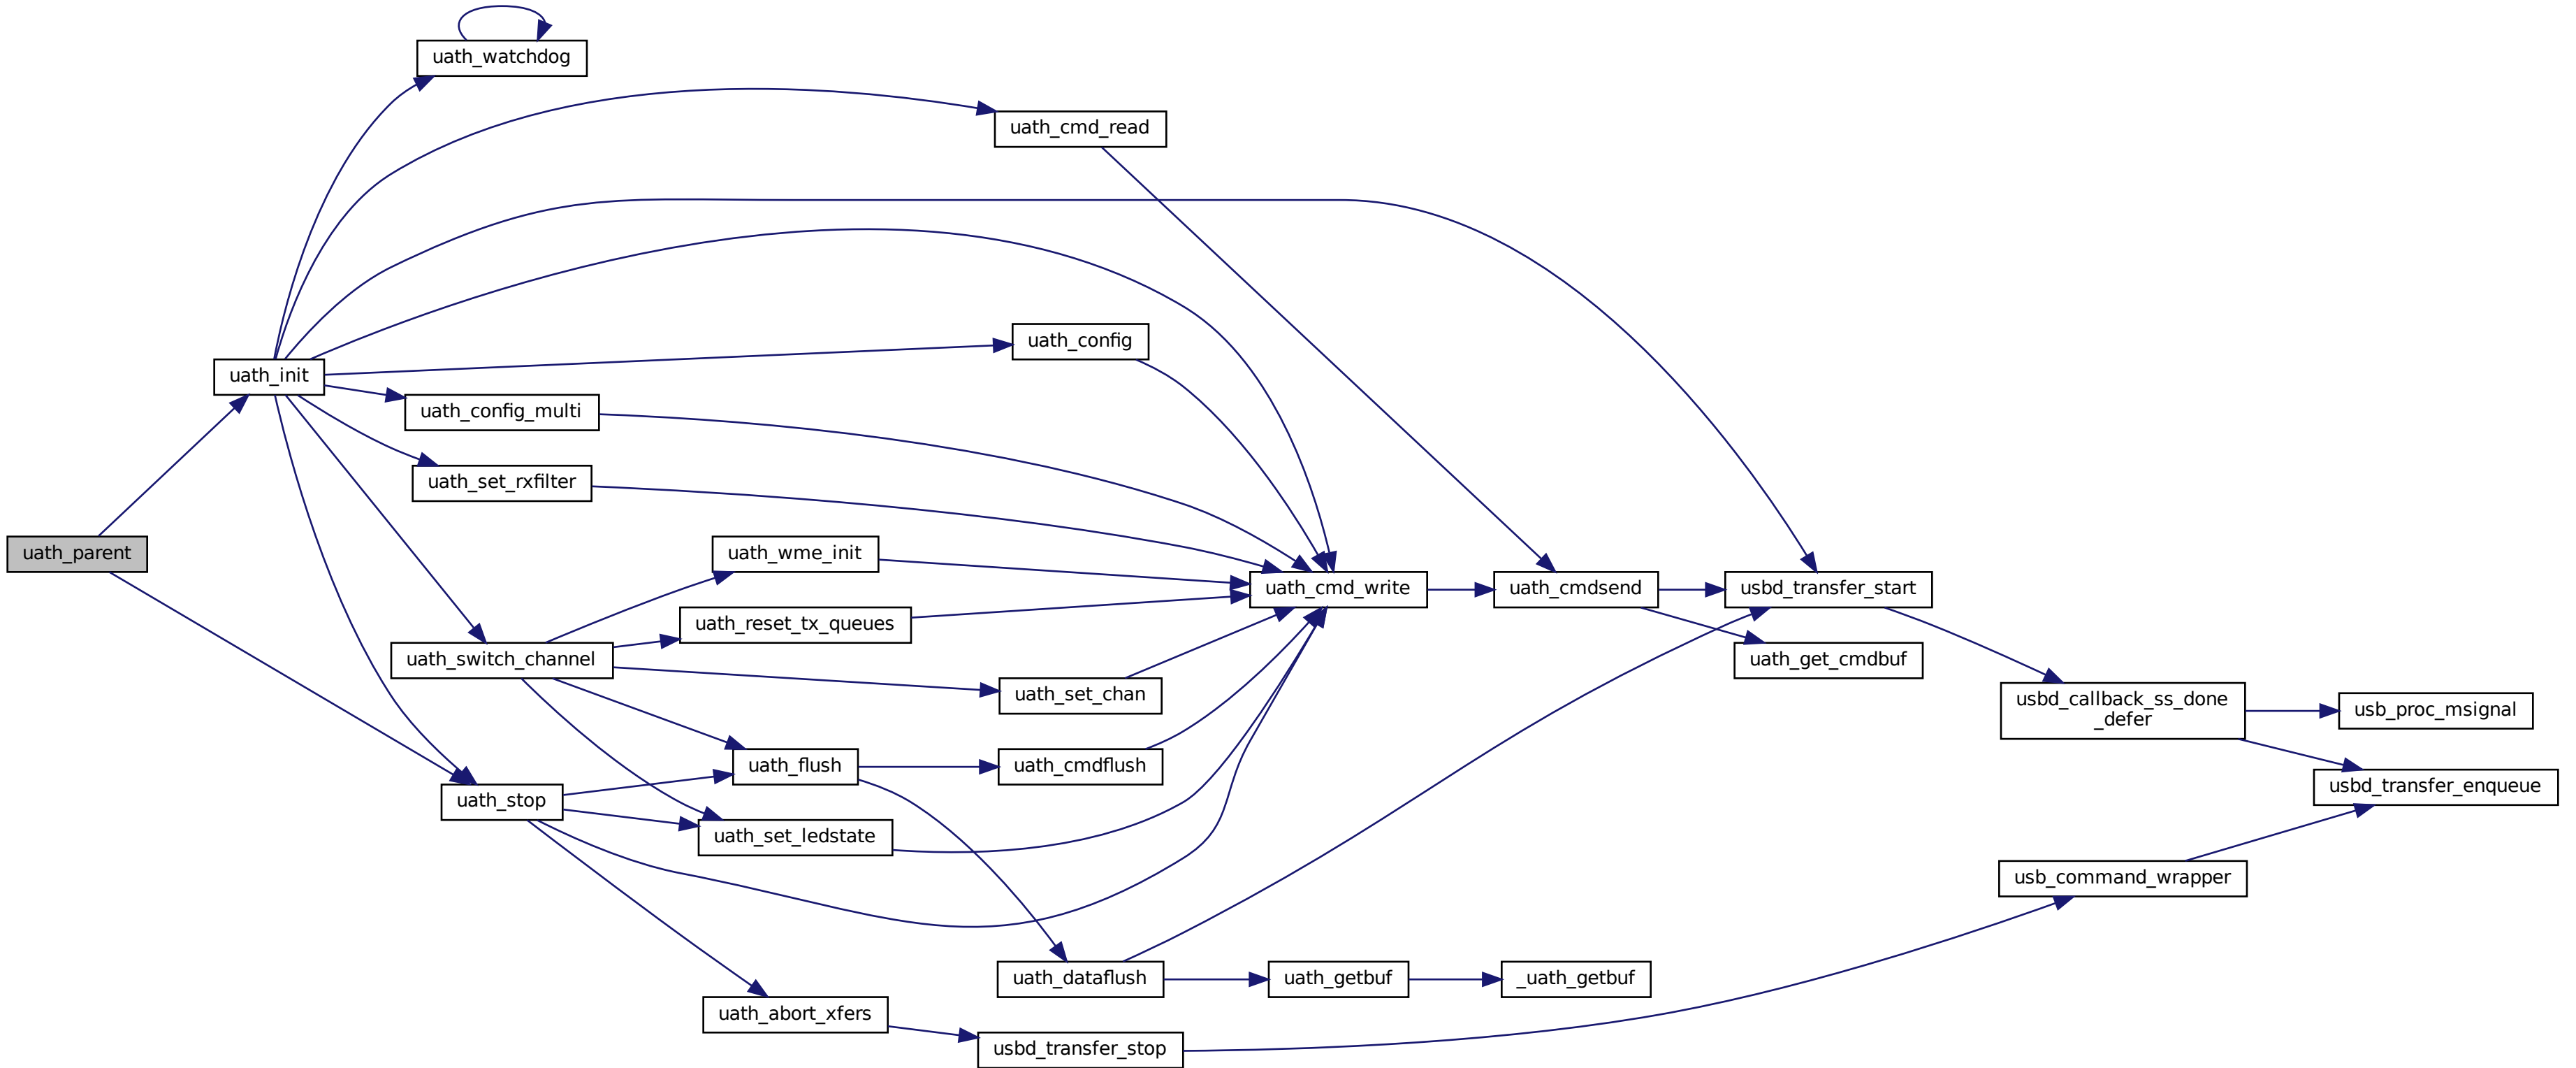 uath_watchdog
uath_cmd_read
uath_config
uath_init
uath_config_multi
uath_set_rxfilter
uath_parent
uath_wme_init
uath_cmd_write
uath_cmdsend
usbd_transfer_start
uath_reset_tx_queues
uath_switch_channel
uath_get_cmdbuf
uath_set_chan
usbd_callback_ss_done
_defer
usb_proc_msignal
uath_flush
uath_cmdflush
usbd_transfer_enqueue
uath_stop
uath_set_ledstate
usb_command_wrapper
uath_dataflush
uath_getbuf
_uath_getbuf
uath_abort_xfers
usbd_transfer_stop